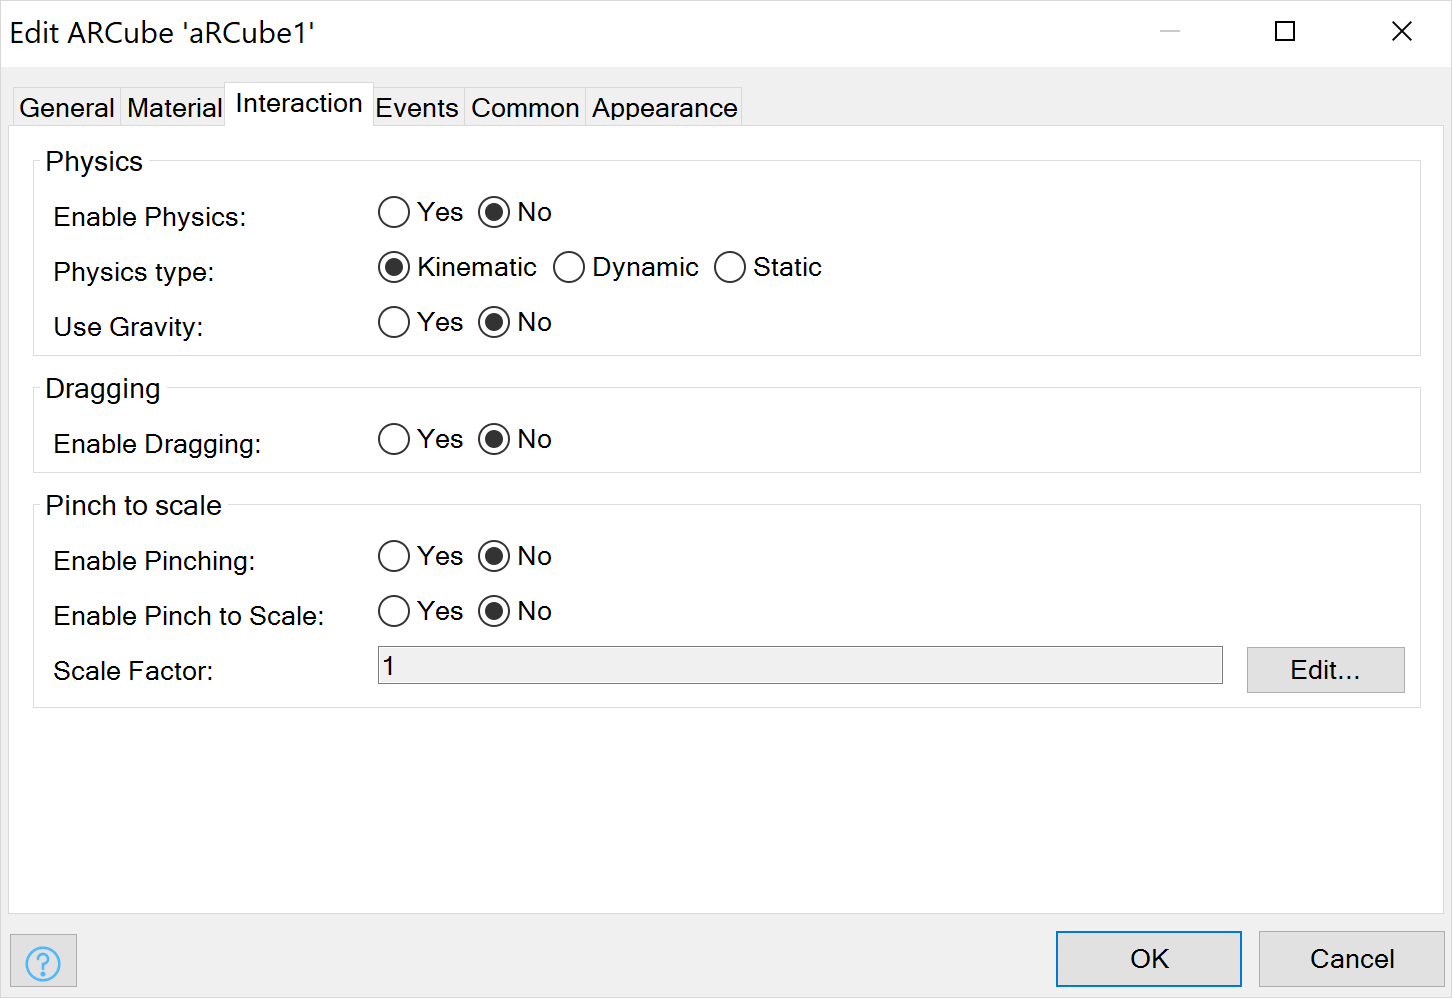 Edit ARCube 'aRCube1'
General Material Interaction Events Common Appearance
Physics
Enable Physics: Yes No
Physics type: Kinematic Dynamic Static
Use Gravity: Yes No
Dragging
Enable Dragging: Yes No
Pinch to scale
Enable Pinching: Yes No
Enable Pinch to Scale: Yes No
Scale Factor: 1 Edit...
? OK Cancel